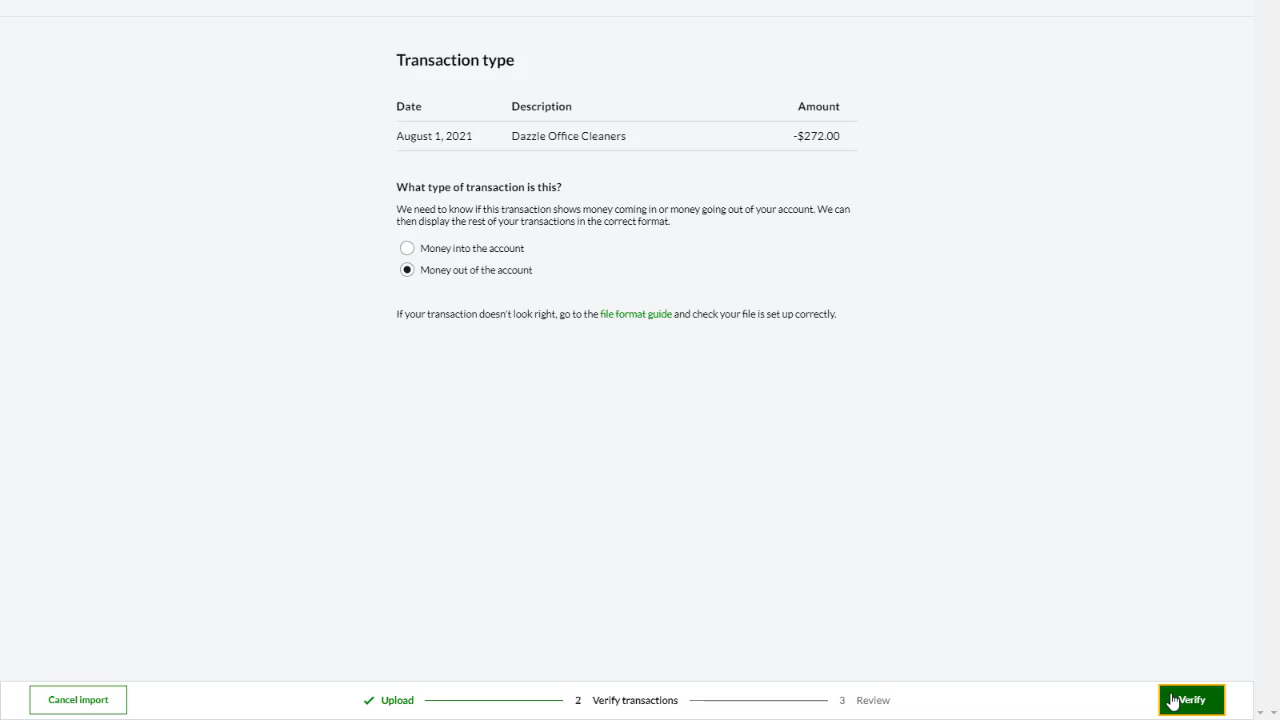 Transaction type
Date Description Amount
August 1, 2021 Dazzle Office Cleaners -$272.00
What type of transaction is this?
We need to know if this transaction shows money coming in or money going out of your account. We can
then display the rest of your transactions in the correct format.
Money into the account
Money out of the account
If your transaction doesn't look right, go to the file format guide and check your file is set up correctly.
Cancel import Upload 2 Verify transactions 3 Review Verify